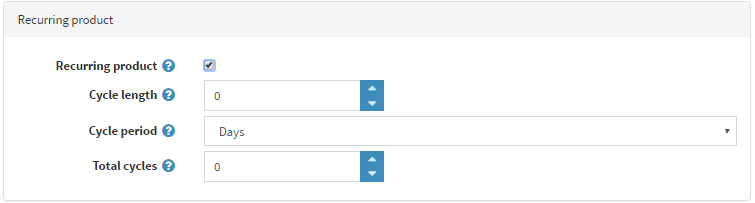 Recurring product
Recurring product ?
Cycle length ? 0
Cycle period ? Days
Total cycles ? 0